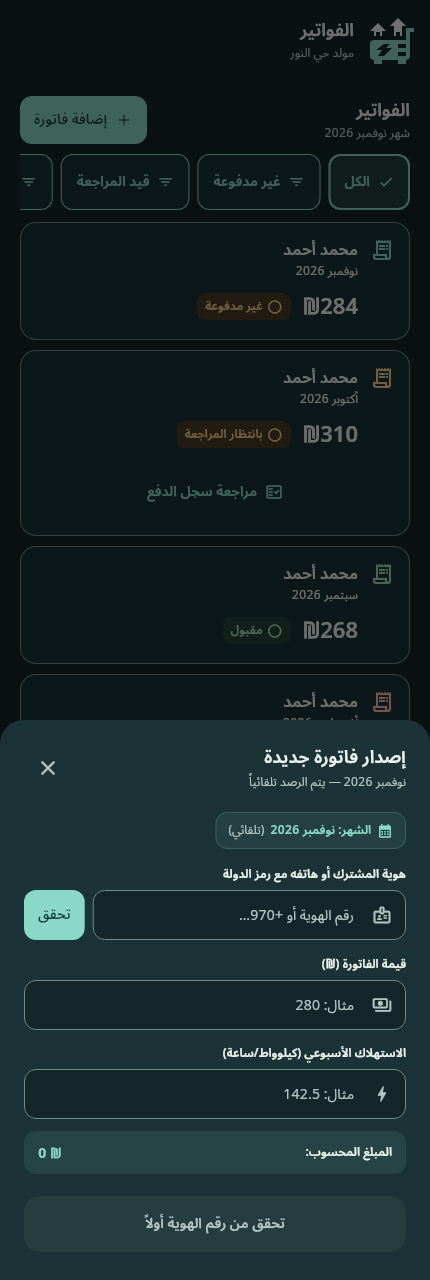 الفواتير
مولد حي النور
الفواتير
شهر نوفمبر 2026
إضافة فاتورة
الكل
غير مدفوعة
قيد المراجعة
محمد أحمد
نوفمبر 2026
₪284
غير مدفوعة
محمد أحمد
أكتوبر 2026
₪310
بانتظار المراجعة
مراجعة سجل الدفع
محمد أحمد
سبتمبر 2026
₪268
مقبول
محمد أحمد
إصدار فاتورة جديدة
نوفمبر 2026 — يتم الرصد تلقائياً
الشهر: نوفمبر 2026 (تلقائي)
هوية المشترك أو هاتفه مع رمز الدولة
رقم الهوية أو +970...
تحقق
قيمة الفاتورة (₪)
مثال: 280
الاستهلاك الأسبوعي (كيلوواط/ساعة)
مثال: 142.5
المبلغ المحسوب:
0 ₪
تحقق من رقم الهوية أولاً